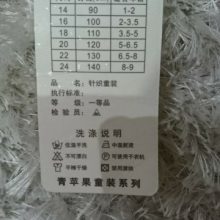 14 90 1-2
16 100 2-3.5
18 110 3.5-5
20 120 5-6.5
22 130 6.5-8
24 140 8-9
品 名：针织童装
执行标准：
等 级：一等品
检 验 员：
洗涤说明
低温手洗 中温熨烫
不可漂白 可使用干衣机
平摊干燥 常规干洗
青苹果童装系列